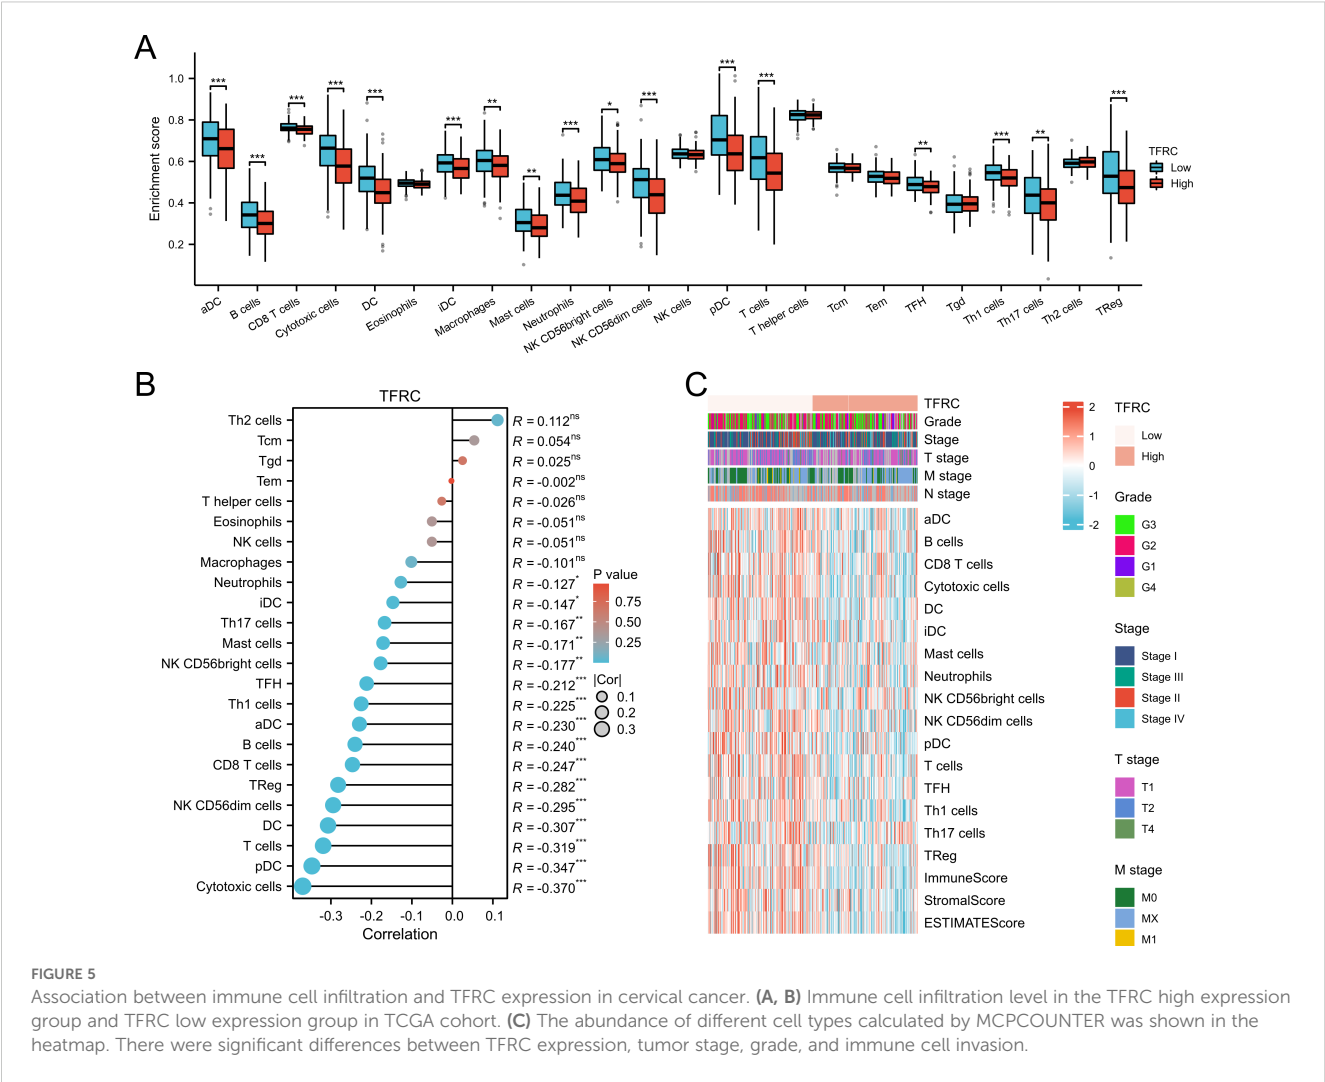 A
Enrichment score
1.0
0.8
0.6
0.4
0.2
***
***
***
***
***
***
**
**
***
*
***
***
***
**
***
**
***
TFRC
Low
High
aDC
B cells
CD8 T cells
Cytotoxic cells
DC
Eosinophils
iDC
Macrophages
Mast cells
Neutrophils
NK CD56bright cells
NK CD56dim cells
NK cells
pDC
T cells
T helper cells
Tcm
Tem
TFH
Tgd
Th1 cells
Th17 cells
Th2 cells
TReg
B
TFRC
Th2 cells R = 0.112ns
Tcm R = 0.054ns
Tgd R = 0.025ns
Tem R = -0.002ns
T helper cells R = -0.026ns
Eosinophils R = -0.051ns
NK cells R = -0.051ns
Macrophages R = -0.101ns
Neutrophils R = -0.127*
iDC R = -0.147*
Th17 cells R = -0.167**
Mast cells R = -0.171**
NK CD56bright cells R = -0.177**
TFH R = -0.212***
Th1 cells R = -0.225***
aDC R = -0.230***
B cells R = -0.240***
CD8 T cells R = -0.247***
TReg R = -0.282***
NK CD56dim cells R = -0.295***
DC R = -0.307***
T cells R = -0.319***
pDC R = -0.347***
Cytotoxic cells R = -0.370***
-0.3 -0.2 -0.1 0.0 0.1
Correlation
P value
0.75
0.50
0.25
|Cor|
0.1
0.2
0.3
C
TFRC
Grade
Stage
T stage
M stage
N stage
aDC
B cells
CD8 T cells
Cytotoxic cells
DC
iDC
Mast cells
Neutrophils
NK CD56bright cells
NK CD56dim cells
pDC
T cells
TFH
Th1 cells
Th17 cells
TReg
ImmuneScore
StromalScore
ESTIMATEScore
2
1
0
-1
-2
TFRC
Low
High
Grade
G3
G2
G1
G4
Stage
Stage I
Stage III
Stage II
Stage IV
T stage
T1
T2
T4
M stage
M0
MX
M1
FIGURE 5
Association between immune cell infiltration and TFRC expression in cervical cancer. (A, B) Immune cell infiltration level in the TFRC high expression
group and TFRC low expression group in TCGA cohort. (C) The abundance of different cell types calculated by MCPCOUNTER was shown in the
heatmap. There were significant differences between TFRC expression, tumor stage, grade, and immune cell invasion.